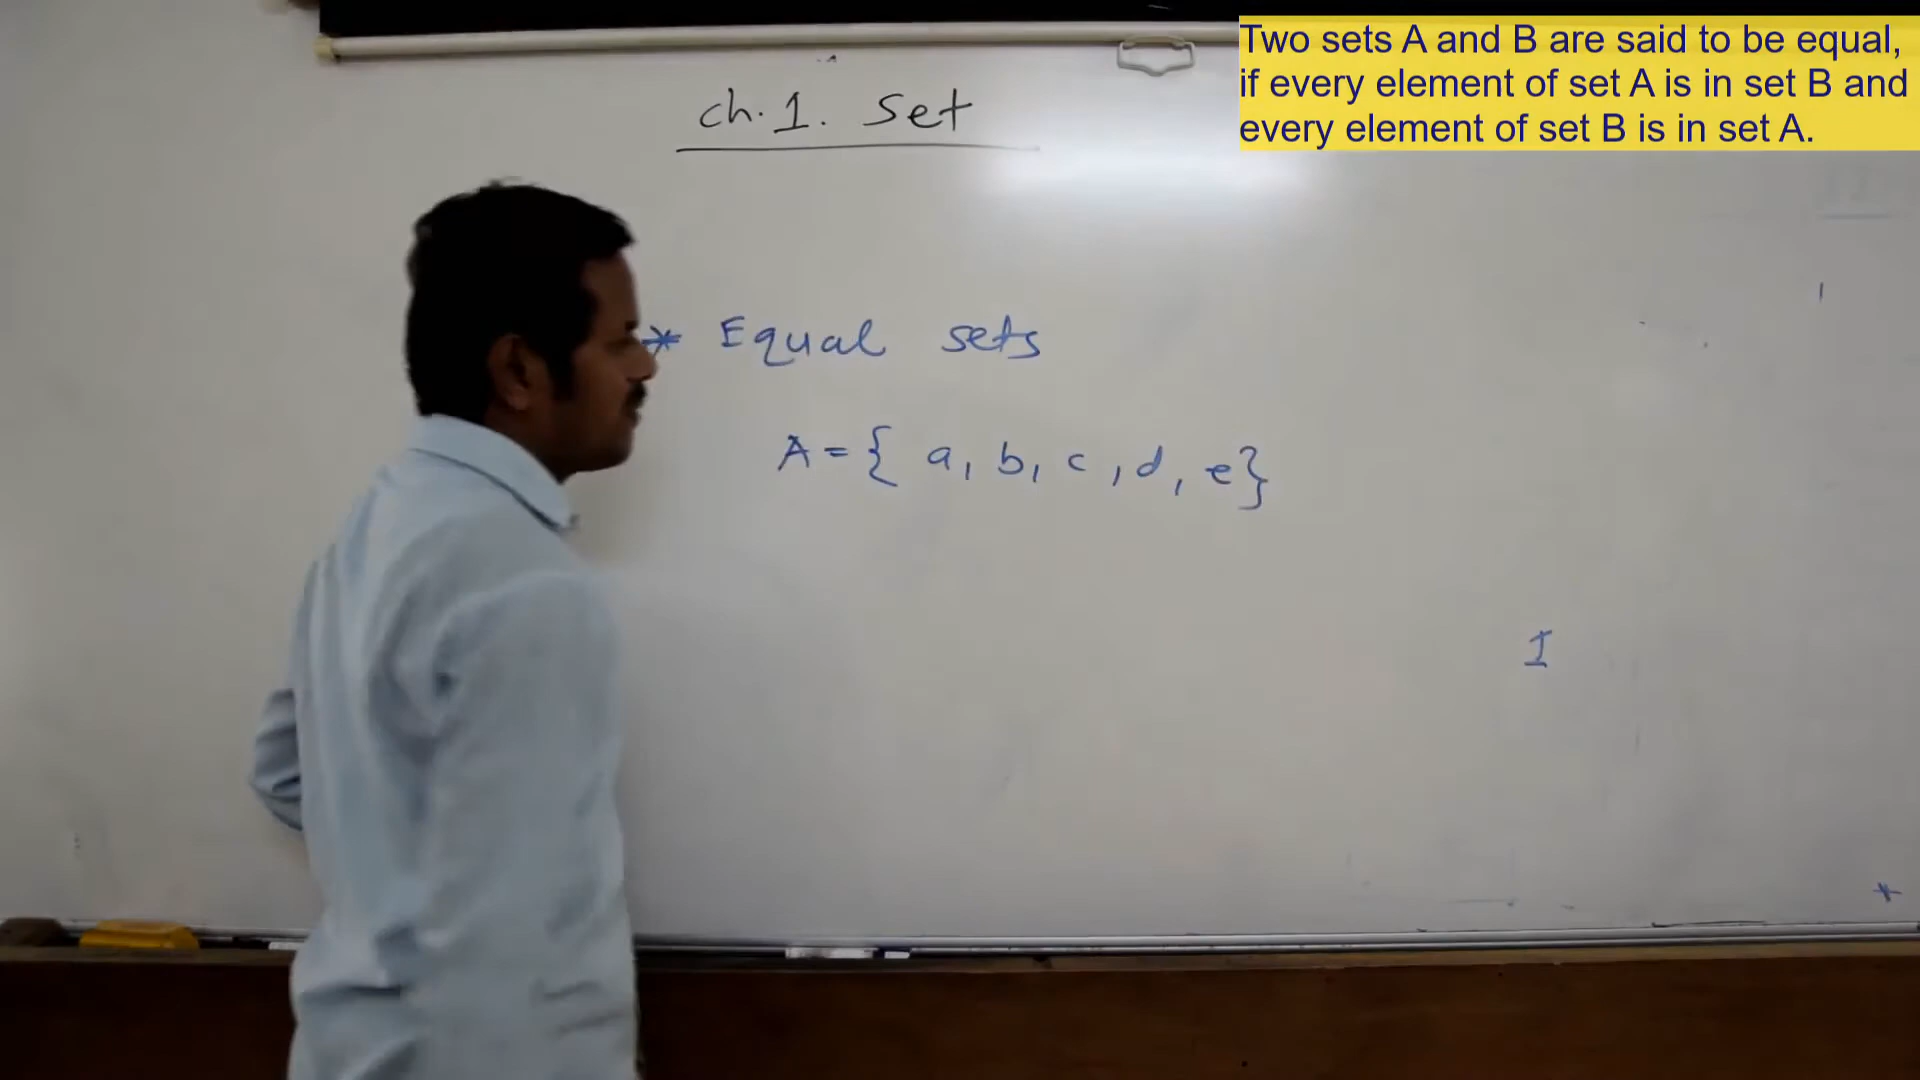 Two sets A and B are said to be equal,
if every element of set A is in set B and
every element of set B is in set A.
ch.1. Set
* Equal sets
A = { a, b, c, d, e}
I
*